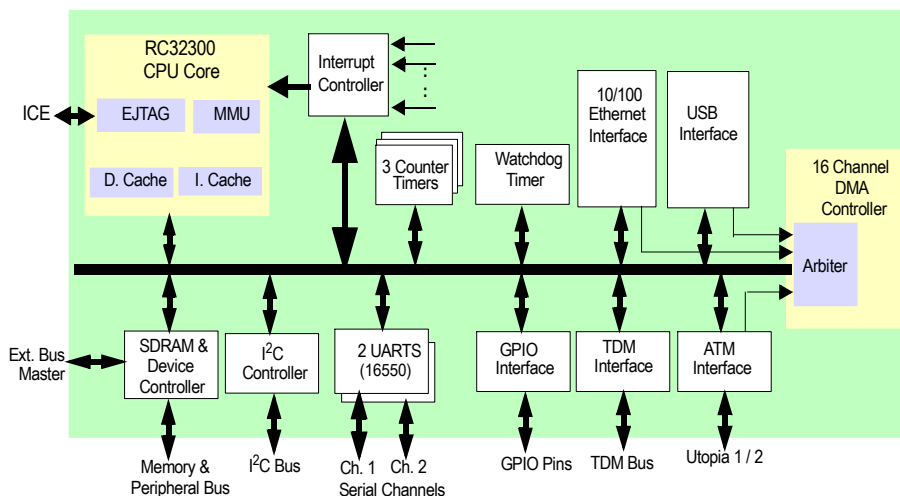 RC32300
CPU Core
EJTAG
MMU
D. Cache
I. Cache
ICE
Interrupt
Controller
3 Counter
Timers
Watchdog
Timer
10/100
Ethernet
Interface
USB
Interface
16 Channel
DMA
Controller
Arbiter
Ext. Bus
Master
SDRAM &
Device
Controller
I²C
Controller
2 UARTS
(16550)
GPIO
Interface
TDM
Interface
ATM
Interface
Memory &
Peripheral Bus
I²C Bus
Ch. 1
Ch. 2
Serial Channels
GPIO Pins
TDM Bus
Utopia 1 / 2